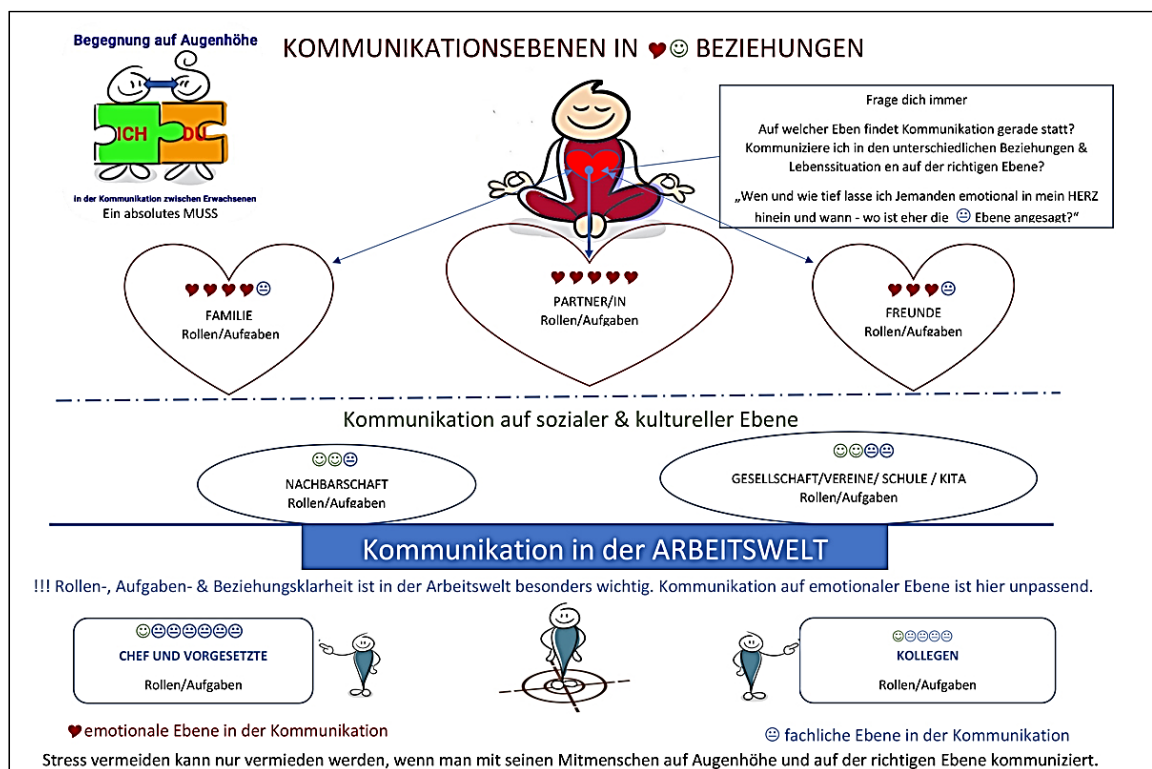 Begegnung auf Augenhöhe
ICH DU
in der Kommunikation zwischen Erwachsenen
Ein absolutes MUSS
KOMMUNIKATIONSEBENEN IN ♥☺ BEZIEHUNGEN
Frage dich immer
Auf welcher Eben findet Kommunikation gerade statt?
Kommuniziere ich in den unterschiedlichen Beziehungen &
Lebenssituation en auf der richtigen Ebene?
„Wen und wie tief lasse ich Jemanden emotional in mein HERZ
hinein und wann - wo ist eher die 😐 Ebene angesagt?“
♥♥♥♥😐
FAMILIE
Rollen/Aufgaben
♥♥♥♥♥
PARTNER/IN
Rollen/Aufgaben
♥♥♥😐
FREUNDE
Rollen/Aufgaben
Kommunikation auf sozialer & kultureller Ebene
☺☺😐
NACHBARSCHAFT
Rollen/Aufgaben
☺☺😐😐
GESELLSCHAFT/VEREINE/ SCHULE / KITA
Rollen/Aufgaben
Kommunikation in der ARBEITSWELT
!!! Rollen-, Aufgaben- & Beziehungsklarheit ist in der Arbeitswelt besonders wichtig. Kommunikation auf emotionaler Ebene ist hier unpassend.
☺😐😐😐😐😐😐
CHEF UND VORGESETZTE
Rollen/Aufgaben
☺😐😐😐😐
KOLLEGEN
Rollen/Aufgaben
♥ emotionale Ebene in der Kommunikation
😐 fachliche Ebene in der Kommunikation
Stress vermeiden kann nur vermieden werden, wenn man mit seinen Mitmenschen auf Augenhöhe und auf der richtigen Ebene kommuniziert.